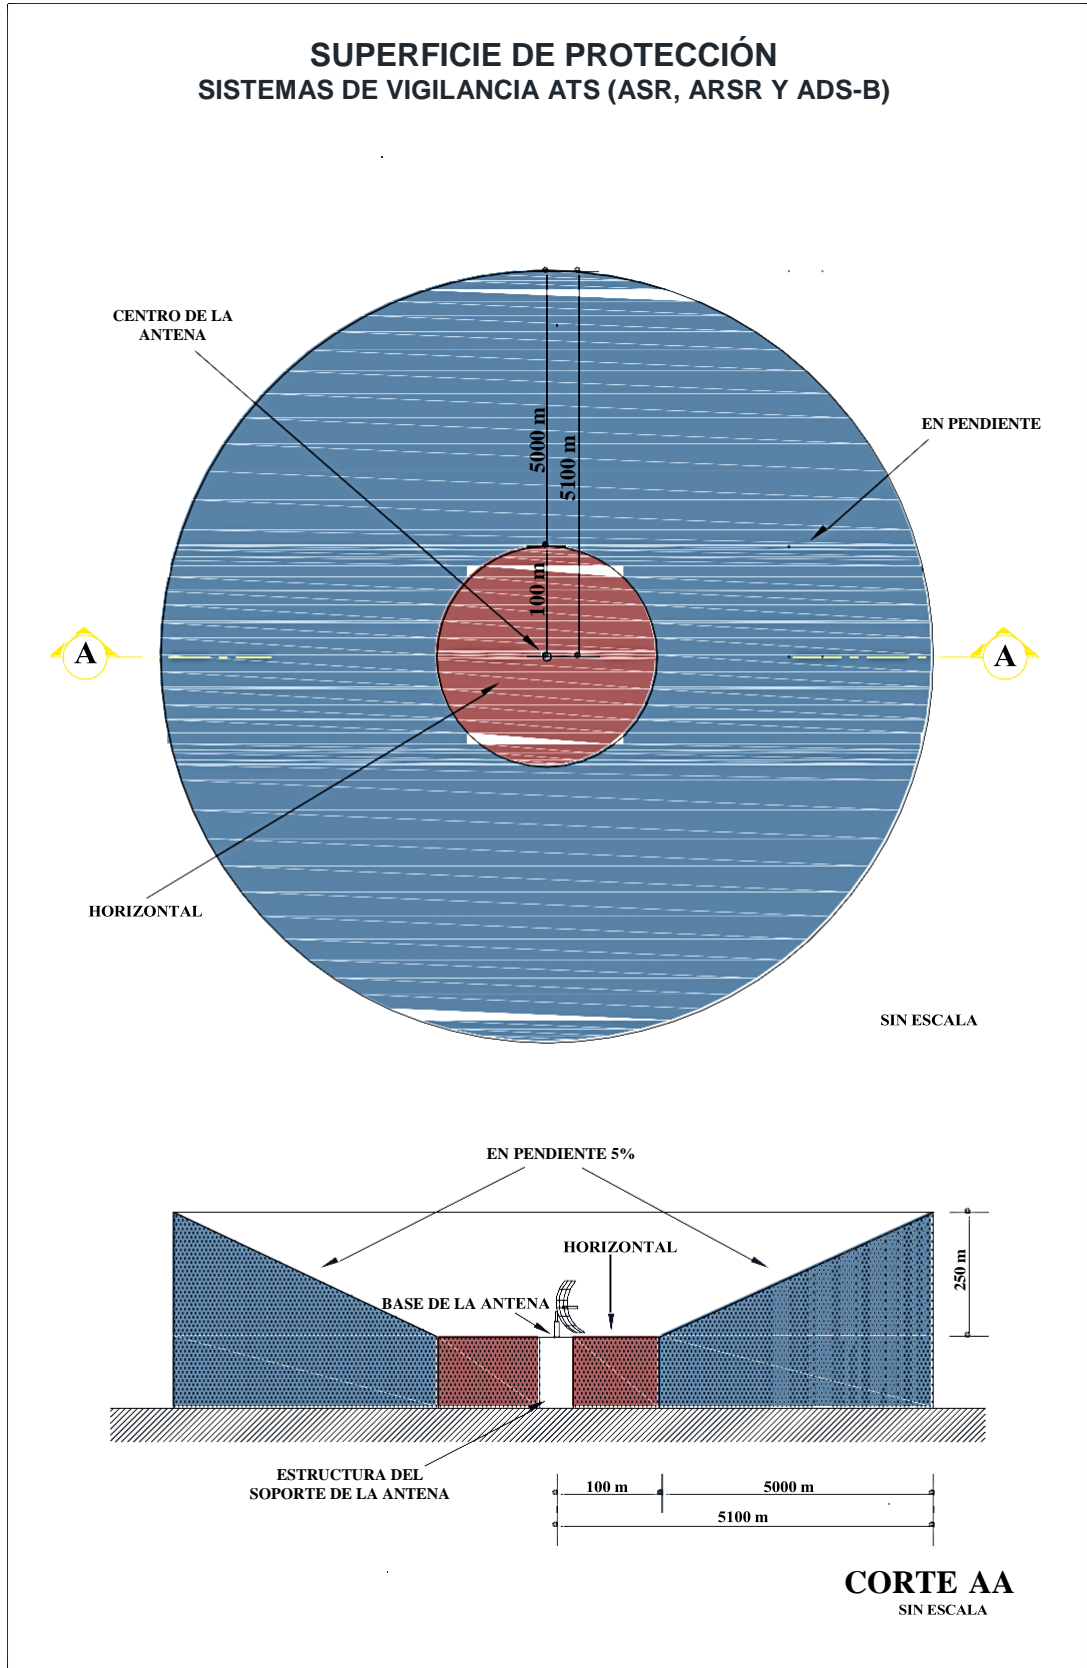 SUPERFICIE DE PROTECCIÓN
SISTEMAS DE VIGILANCIA ATS (ASR, ARSR Y ADS-B)
CENTRO DE LA
ANTENA
EN PENDIENTE
5000 m
5100 m
100 m
A
A
HORIZONTAL
SIN ESCALA
EN PENDIENTE 5%
HORIZONTAL
BASE DE LA ANTENA
250 m
ESTRUCTURA DEL
SOPORTE DE LA ANTENA
100 m
5000 m
5100 m
CORTE AA
SIN ESCALA